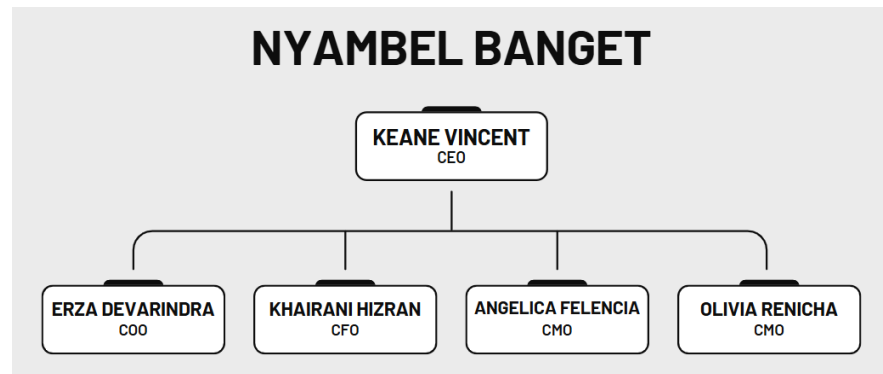 NYAMBEL BANGET
KEANE VINCENT
CEO
ERZA DEVARINDRA
COO
KHAIRANI HIZRAN
CFO
ANGELICA FELENCIA
CMO
OLIVIA RENICHA
CMO